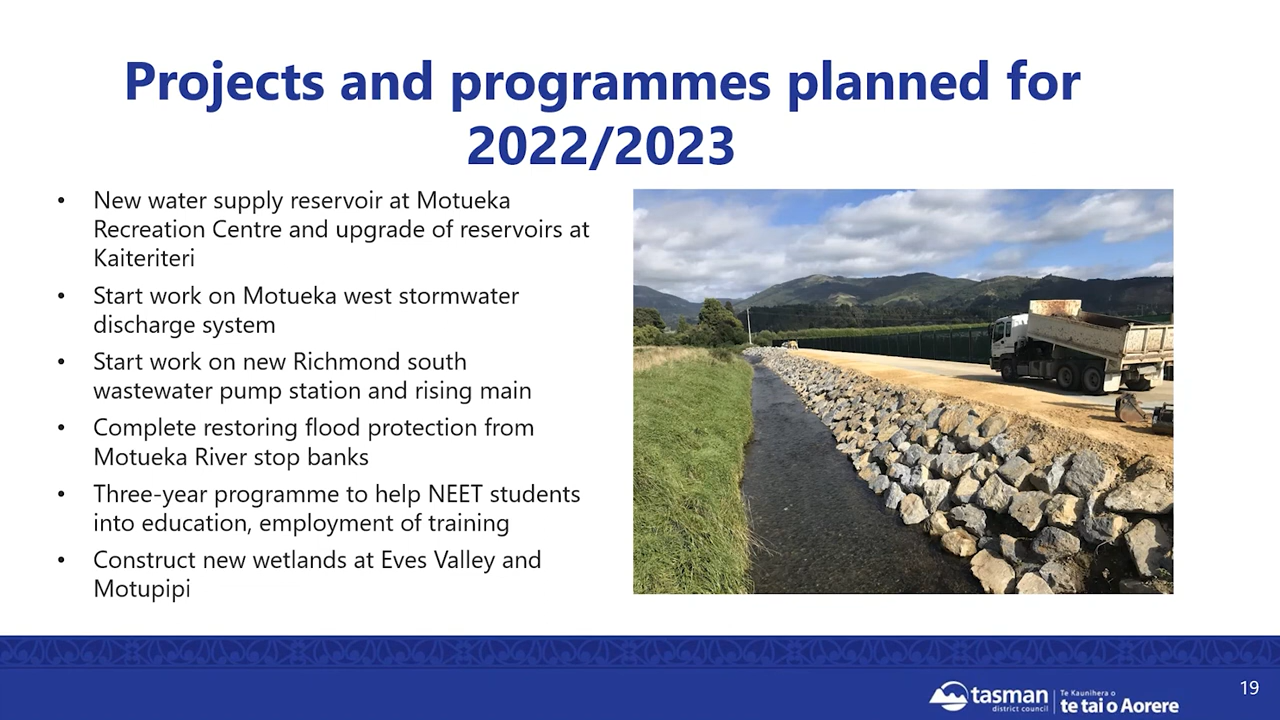 Projects and programmes planned for
2022/2023
• New water supply reservoir at Motueka
Recreation Centre and upgrade of reservoirs at
Kaiteriteri
• Start work on Motueka west stormwater
discharge system
• Start work on new Richmond south
wastewater pump station and rising main
• Complete restoring flood protection from
Motueka River stop banks
• Three-year programme to help NEET students
into education, employment of training
• Construct new wetlands at Eves Valley and
Motupipi
tasman
district council
Te Kaunihera o
te tai o Aorere
19